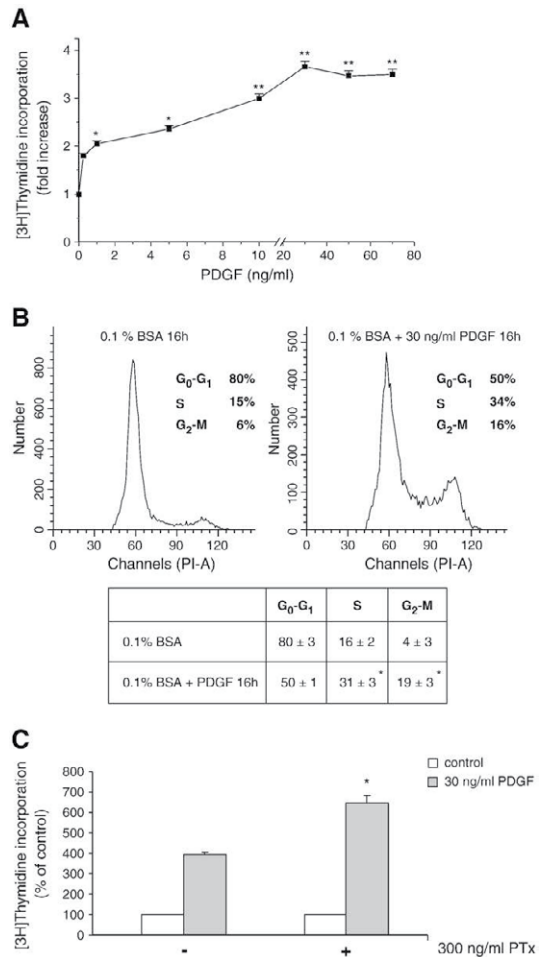 A
[3H]Thymidine incorporation
(fold increase)
4
3
2
1
0
*
*
**
**
**
**
0 2 4 6 8 10 20 40 60 80
PDGF (ng/ml)
B
0.1 % BSA 16h
G0-G1 80%
S 15%
G2-M 6%
Number
800
600
400
200
0
0 30 60 90 120
Channels (PI-A)
0.1 % BSA + 30 ng/ml PDGF 16h
G0-G1 50%
S 34%
G2-M 16%
Number
500
400
300
200
100
0
0 30 60 90 120
Channels (PI-A)
G0-G1 S G2-M
0.1% BSA 80 ± 3 16 ± 2 4 ± 3
0.1% BSA + PDGF 16h 50 ± 1 31 ± 3 * 19 ± 3 *
C
[3H]Thymidine incorporation
(% of control)
800
700
600
500
400
300
200
100
0
*
control
30 ng/ml PDGF
- + 300 ng/ml PTx